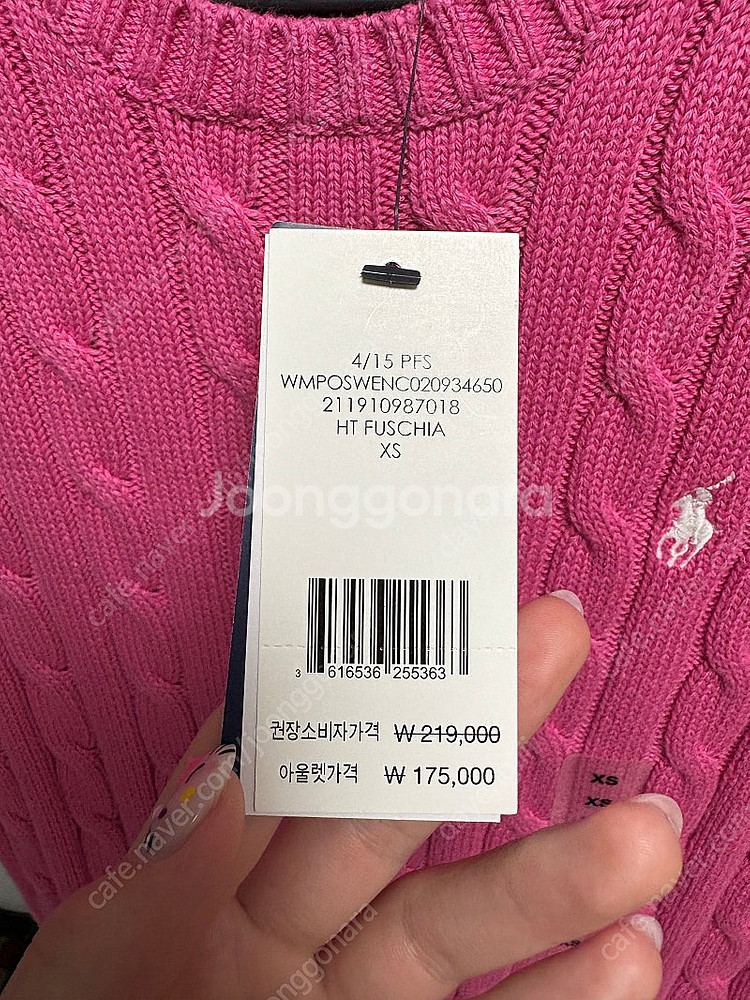 4/15 PFS
WMPOSWENC020934650
211910987018
HT FUSCHIA
XS
Joonggonara
3 616536 255363
권장소비자가격 ₩ 219,000
아울렛가격 ₩ 175,000
XS
XS
cafe.naver.com/joonggonara